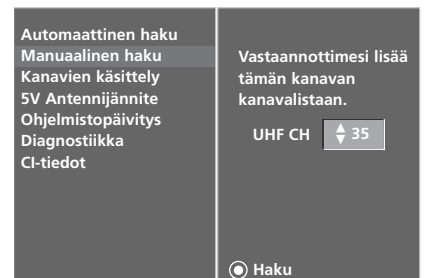 Automaattinen haku
Manuaalinen haku
Kanavien käsittely
5V Antennijännite
Ohjelmistopäivitys
Diagnostiikka
CI-tiedot
Vastaannottimesi lisää
tämän kanavan
kanavalistaan.
UHF CH 35
Haku